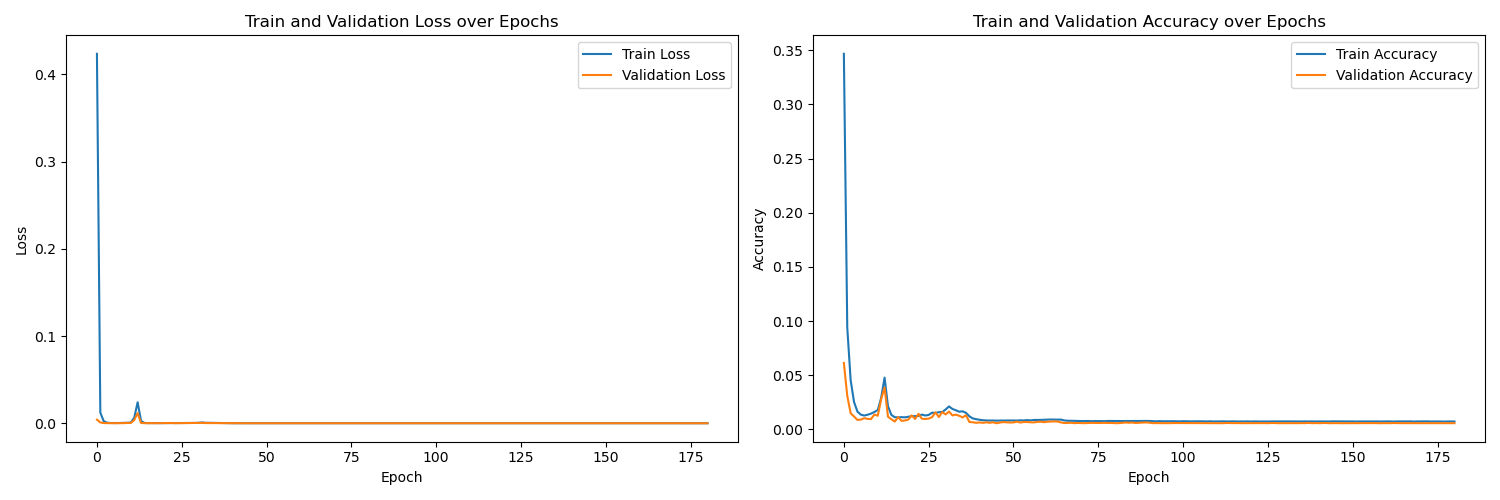 Train and Validation Loss over Epochs
Train Loss
Validation Loss
0.4
0.3
0.2
0.1
0.0
Loss
0 25 50 75 100 125 150 175
Epoch
Train and Validation Accuracy over Epochs
Train Accuracy
Validation Accuracy
0.35
0.30
0.25
0.20
0.15
0.10
0.05
0.00
Accuracy
0 25 50 75 100 125 150 175
Epoch